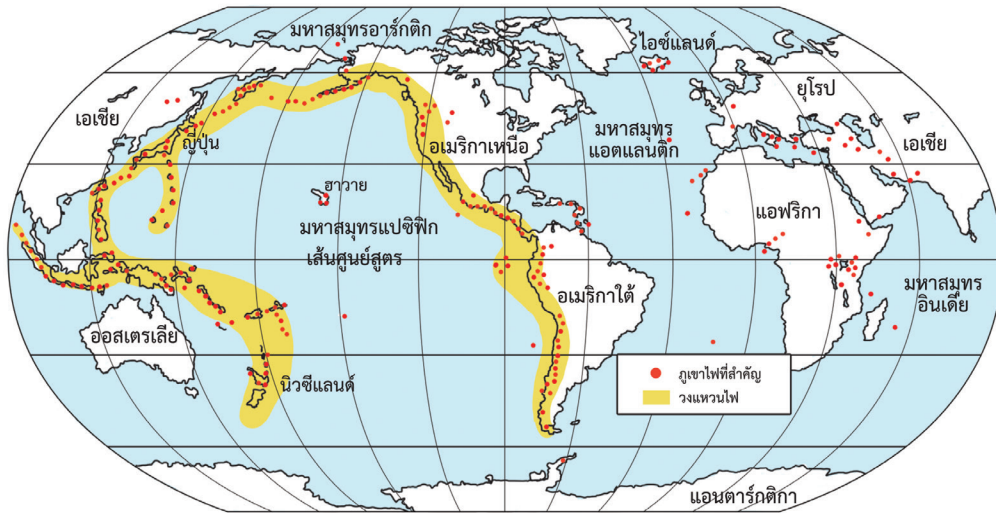 มหาสมุทรอาร์กติก
ไอซ์แลนด์
ยุโรป
เอเชีย
ญี่ปุ่น
อเมริกาเหนือ
มหาสมุทร
แอตแลนติก
เอเชีย
ฮาวาย
มหาสมุทรแปซิฟิก
แอฟริกา
เส้นศูนย์สูตร
อเมริกาใต้
มหาสมุทร
อินเดีย
ออสเตรเลีย
นิวซีแลนด์
ภูเขาไฟที่สำคัญ
วงแหวนไฟ
แอนตาร์กติกา